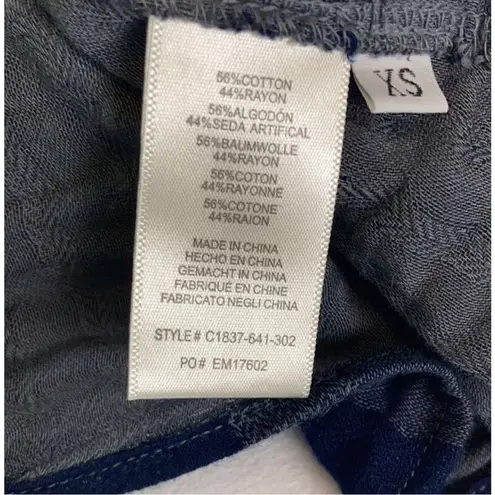 56%COTTON
44%RAYON
56%ALGODÓN
44%SEDA ARTIFICAL
56%BAUMWOLLE
44%RAYON
56%COTON
44%RAYONNE
56%COTONE
44%RAION
MADE IN CHINA
HECHO EN CHINA
GEMACHT IN CHINA
FABRIQUÉ EN CHINE
FABRICATO NEGLI CHINA
STYLE# C1837-641-302
PO# EM17602
XS